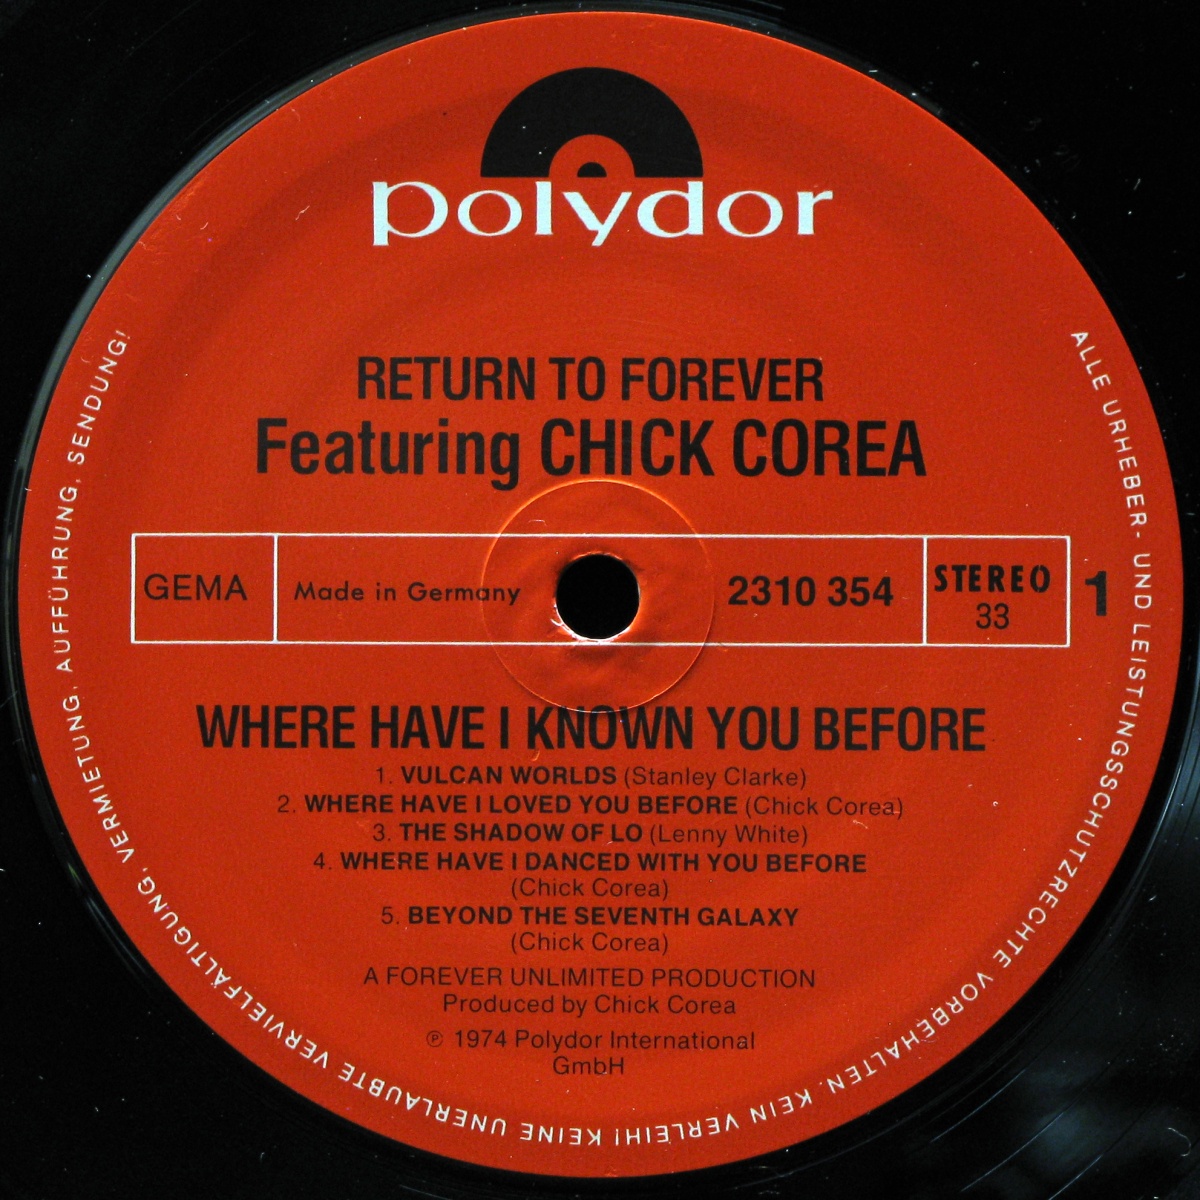 polydor
RETURN TO FOREVER
Featuring CHICK COREA
GEMA
Made in Germany
2310 354
STEREO
33
1
WHERE HAVE I KNOWN YOU BEFORE
1. VULCAN WORLDS (Stanley Clarke)
2. WHERE HAVE I LOVED YOU BEFORE (Chick Corea)
3. THE SHADOW OF LO (Lenny White)
4. WHERE HAVE I DANCED WITH YOU BEFORE
(Chick Corea)
5. BEYOND THE SEVENTH GALAXY
(Chick Corea)
A FOREVER UNLIMITED PRODUCTION
Produced by Chick Corea
℗ 1974 Polydor International
GmbH
ALLE URHEBER- UND LEISTUNGSSCHUTZRECHTE VORBEHALTEN. KEIN VERLEIH! KEINE UNERLAUBTE VERVIELFÄLTIGUNG, VERMIETUNG, AUFFÜHRUNG, SENDUNG!